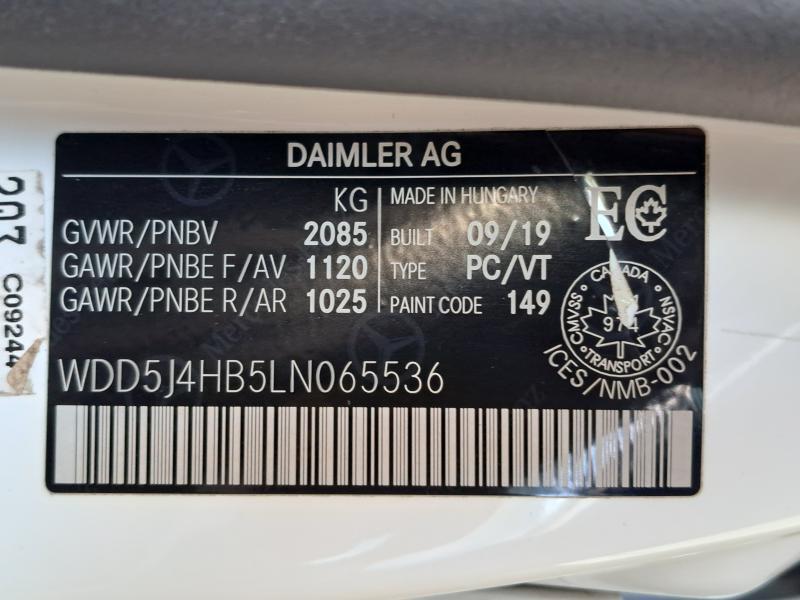 DAIMLER AG
KG
GVWR/PNBV 2085
GAWR/PNBE F/AV 1120
GAWR/PNBE R/AR 1025
MADE IN HUNGARY
BUILT 09/19
TYPE PC/VT
PAINT CODE 149
EC
CANADA
CMVSS NSVAC
974
TRANSPORT
ICES/NMB-002
WDD5J4HB5LN065536
C09244